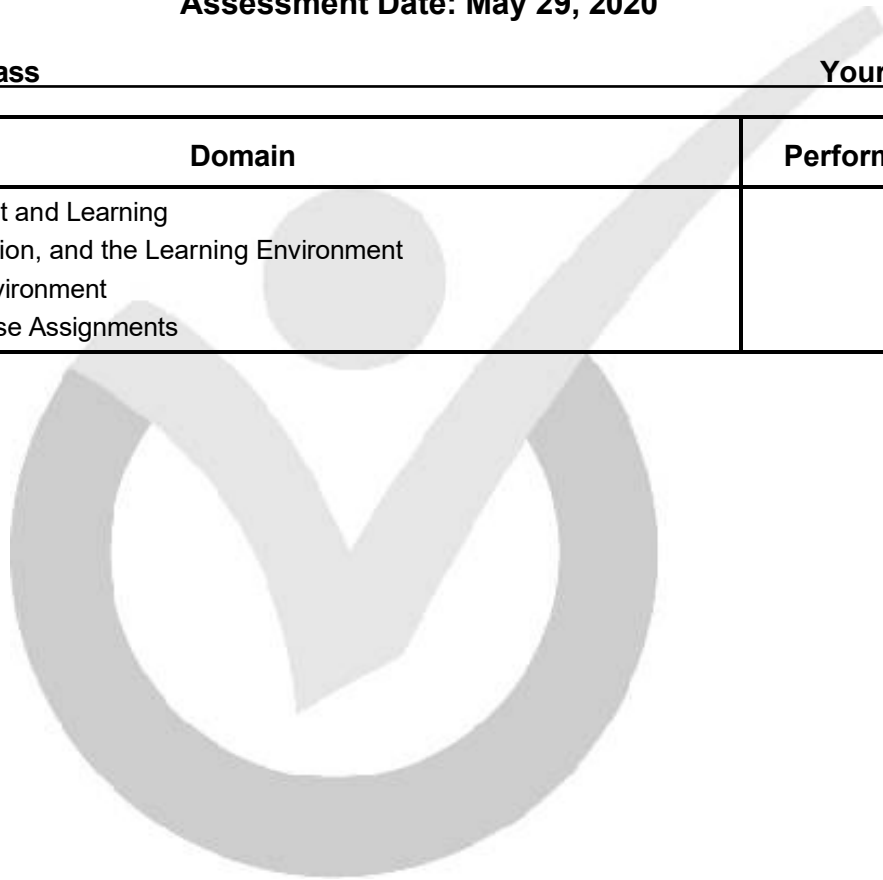 Assessment Date: May 29, 2020
ass Your
Domain Perform
t and Learning
ion, and the Learning Environment
vironment
se Assignments